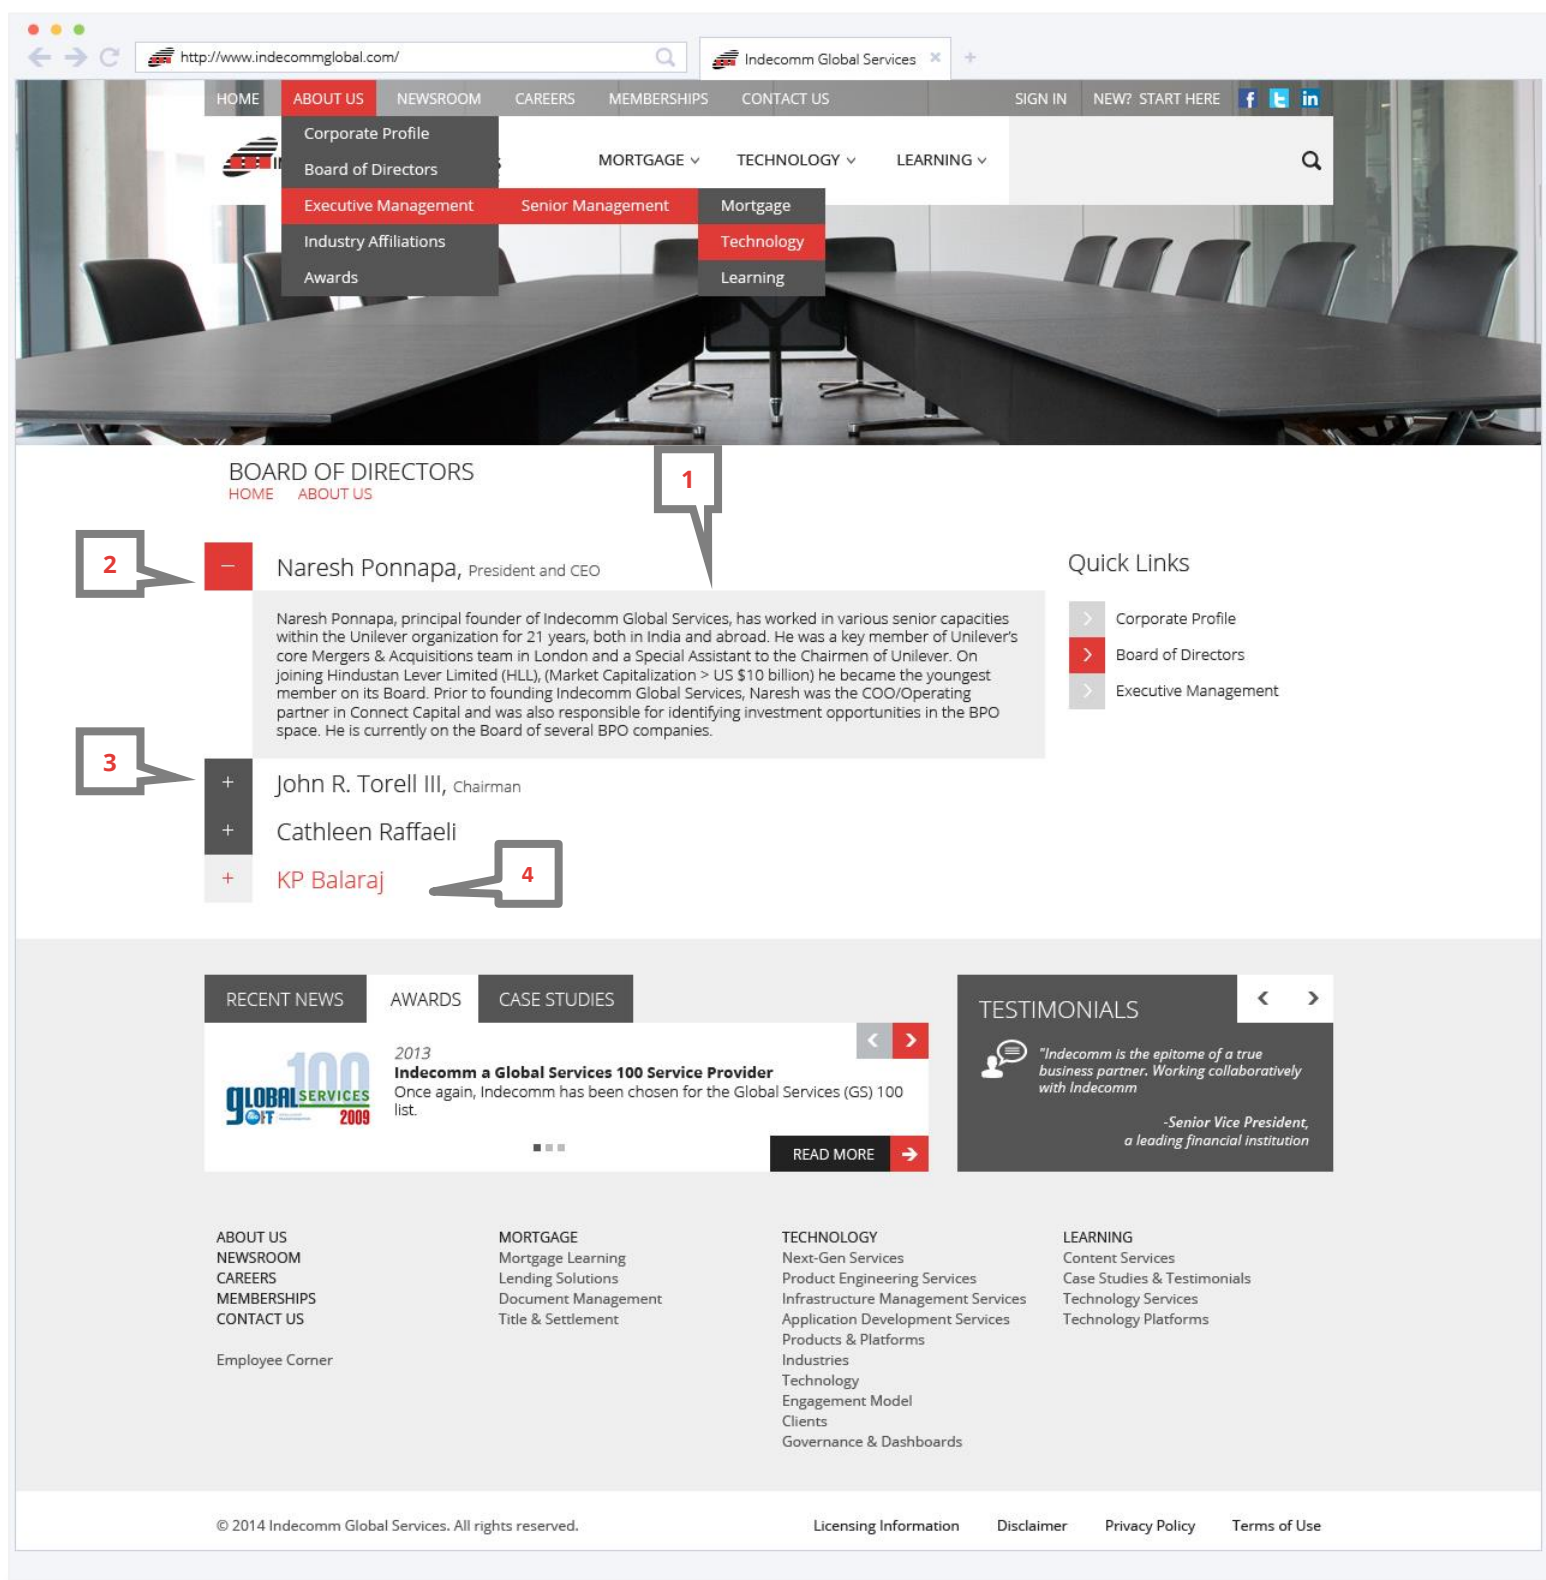 http://www.indecommglobal.com/
Indecomm Global Services
HOME ABOUT US NEWSROOM CAREERS MEMBERSHIPS CONTACT US SIGN IN NEW? START HERE
Corporate Profile
MORTGAGE TECHNOLOGY LEARNING
Board of Directors
Executive Management Senior Management Mortgage
Industry Affiliations Technology
Awards Learning
BOARD OF DIRECTORS
HOME ABOUT US
1
2
Naresh Ponnapa, President and CEO
Naresh Ponnapa, principal founder of Indecomm Global Services, has worked in various senior capacities
within the Unilever organization for 21 years, both in India and abroad. He was a key member of Unilever's
core Mergers & Acquisitions team in London and a Special Assistant to the Chairmen of Unilever. On
joining Hindustan Lever Limited (HLL), (Market Capitalization > US $10 billion) he became the youngest
member on its Board. Prior to founding Indecomm Global Services, Naresh was the COO/Operating
partner in Connect Capital and was also responsible for identifying investment opportunities in the BPO
space. He is currently on the Board of several BPO companies.
3
John R. Torell III, Chairman
Cathleen Raffaeli
KP Balaraj
4
Quick Links
Corporate Profile
Board of Directors
Executive Management
RECENT NEWS AWARDS CASE STUDIES
100
GLOBAL SERVICES
2009
2013
Indecomm a Global Services 100 Service Provider
Once again, Indecomm has been chosen for the Global Services (GS) 100
list.
READ MORE
TESTIMONIALS
"Indecomm is the epitome of a true
business partner. Working collaboratively
with Indecomm
-Senior Vice President,
a leading financial institution
ABOUT US
NEWSROOM
CAREERS
MEMBERSHIPS
CONTACT US
Employee Corner
MORTGAGE
Mortgage Learning
Lending Solutions
Document Management
Title & Settlement
TECHNOLOGY
Next-Gen Services
Product Engineering Services
Infrastructure Management Services
Application Development Services
Products & Platforms
Industries
Technology
Engagement Model
Clients
Governance & Dashboards
LEARNING
Content Services
Case Studies & Testimonials
Technology Services
Technology Platforms
© 2014 Indecomm Global Services. All rights reserved.
Licensing Information Disclaimer Privacy Policy Terms of Use